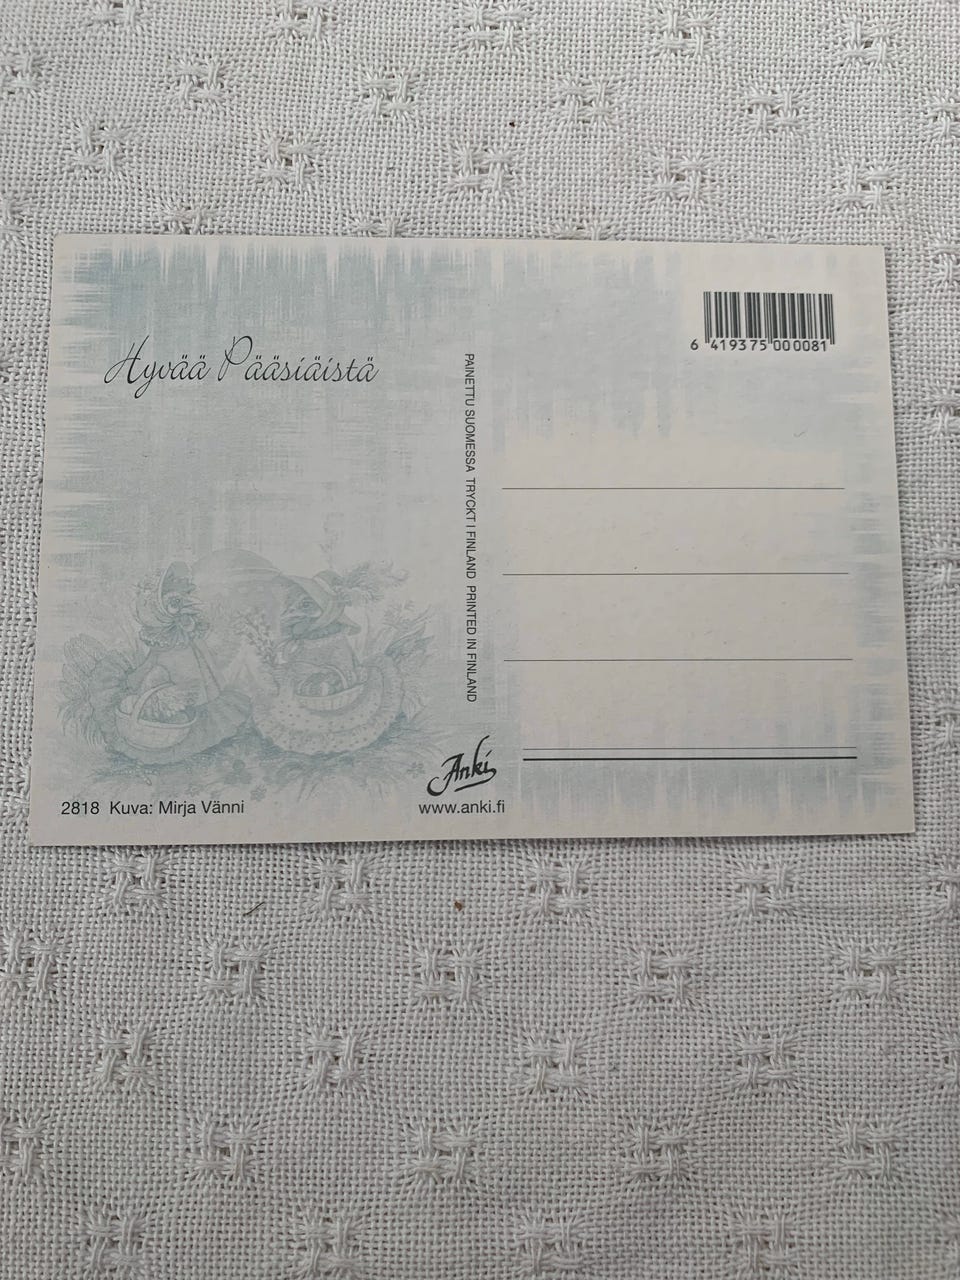 Hyvää Pääsiäistä
6 419375 000081
PAINETTU SUOMESSA TRYCKT I FINLAND PRINTED IN FINLAND
Anki
www.anki.fi
2818 Kuva: Mirja Vänni